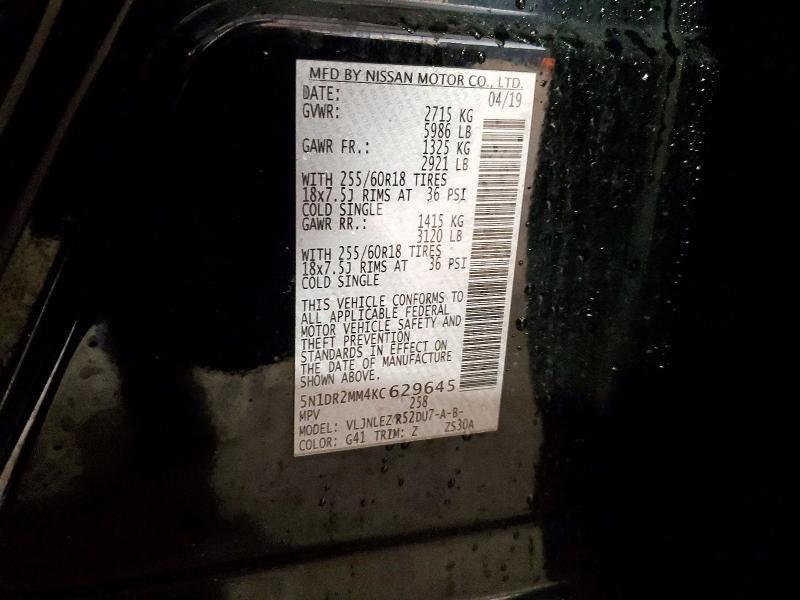 MFD BY NISSAN MOTOR CO., LTD.
DATE: 04/19
GVWR: 2715 KG
5986 LB
GAWR FR.: 1325 KG
2921 LB
WITH 255/60R18 TIRES
18x7.5J RIMS AT 36 PSI
COLD SINGLE
GAWR RR.: 1415 KG
3120 LB
WITH 255/60R18 TIRES
18x7.5J RIMS AT 36 PSI
COLD SINGLE
THIS VEHICLE CONFORMS TO
ALL APPLICABLE FEDERAL
MOTOR VEHICLE SAFETY AND
THEFT PREVENTION
STANDARDS IN EFFECT ON
THE DATE OF MANUFACTURE
SHOWN ABOVE.
5N1DR2MM4KC629645
MPV 258
MODEL: VLJNLEZ/R52DU7-A-B-
COLOR: G41 TRIM: Z ZS30A